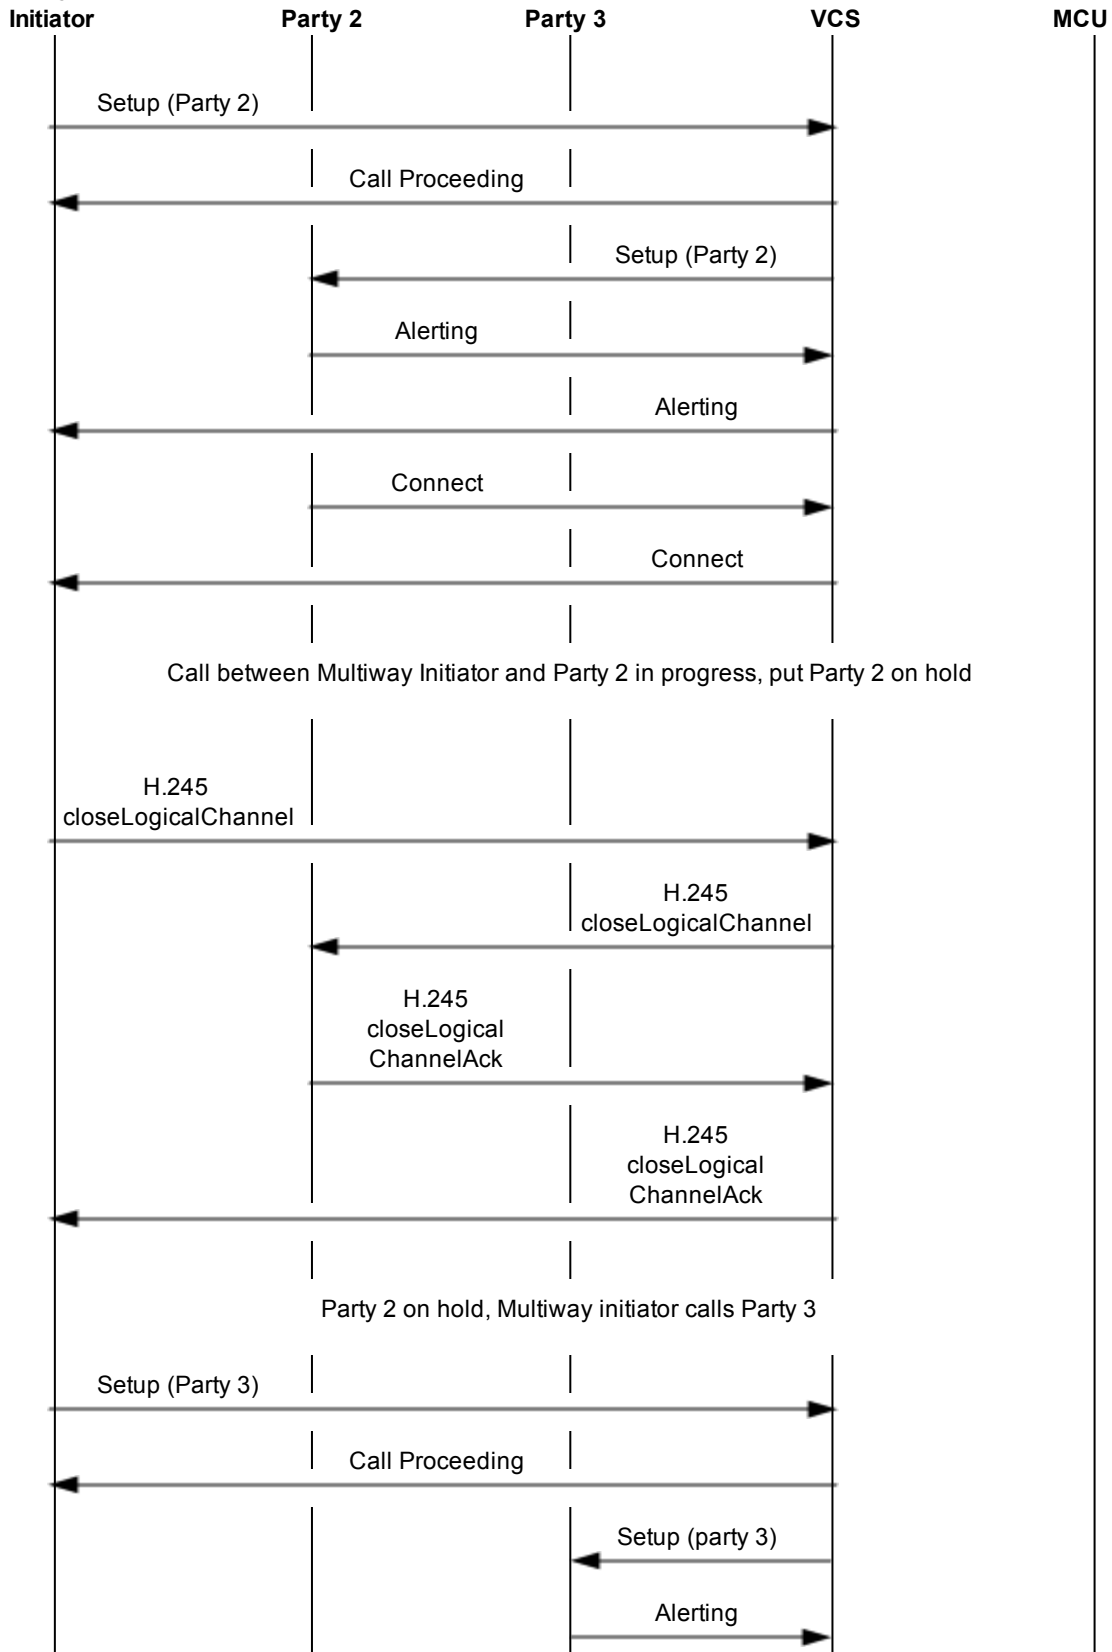 Initiator Party 2 Party 3 VCS MCU
Setup (Party 2)
Call Proceeding
Setup (Party 2)
Alerting
Alerting
Connect
Connect
Call between Multiway Initiator and Party 2 in progress, put Party 2 on hold
H.245
closeLogicalChannel
H.245
closeLogicalChannel
H.245
closeLogical
ChannelAck
H.245
closeLogical
ChannelAck
Party 2 on hold, Multiway initiator calls Party 3
Setup (Party 3)
Call Proceeding
Setup (party 3)
Alerting